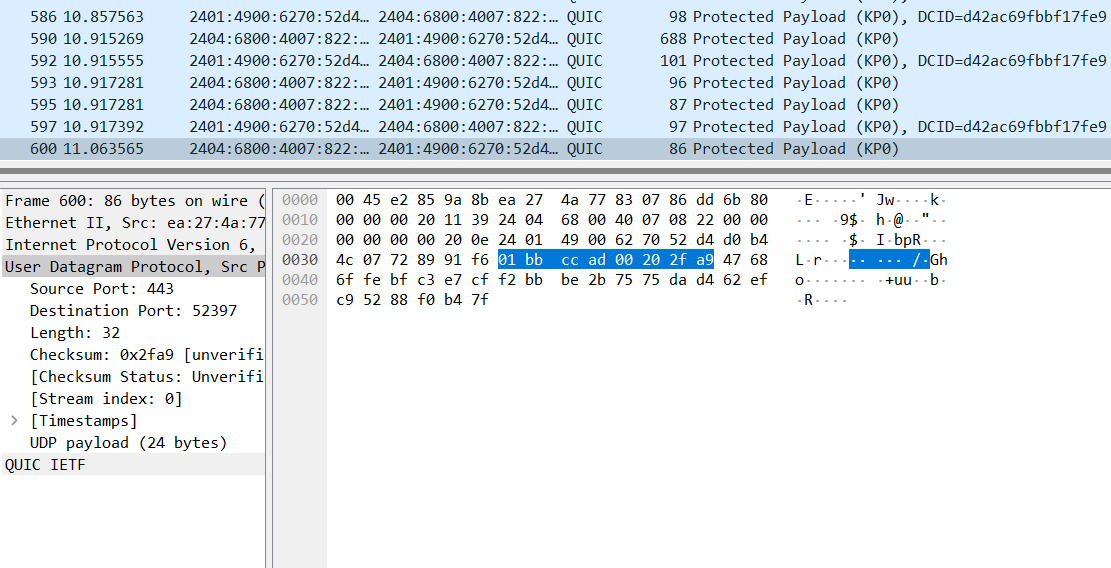 586 10.857563 2401:4900:6270:52d4… 2404:6800:4007:822:… QUIC 98 Protected Payload (KP0), DCID=d42ac69fbbf17fe9
590 10.915269 2404:6800:4007:822:… 2401:4900:6270:52d4… QUIC 688 Protected Payload (KP0)
592 10.915555 2401:4900:6270:52d4… 2404:6800:4007:822:… QUIC 101 Protected Payload (KP0), DCID=d42ac69fbbf17fe9
593 10.917281 2404:6800:4007:822:… 2401:4900:6270:52d4… QUIC 96 Protected Payload (KP0)
595 10.917281 2404:6800:4007:822:… 2401:4900:6270:52d4… QUIC 87 Protected Payload (KP0)
597 10.917392 2401:4900:6270:52d4… 2404:6800:4007:822:… QUIC 97 Protected Payload (KP0), DCID=d42ac69fbbf17fe9
600 11.063565 2404:6800:4007:822:… 2401:4900:6270:52d4… QUIC 86 Protected Payload (KP0)
Frame 600: 86 bytes on wire (
Ethernet II, Src: ea:27:4a:77
Internet Protocol Version 6,
User Datagram Protocol, Src P
Source Port: 443
Destination Port: 52397
Length: 32
Checksum: 0x2fa9 [unverifi
[Checksum Status: Unverifi
[Stream index: 0]
[Timestamps]
UDP payload (24 bytes)
QUIC IETF
0000 00 45 e2 85 9a 8b ea 27 4a 77 83 07 86 dd 6b 80 ·E·····' Jw····k·
0010 00 00 00 20 11 39 24 04 68 00 40 07 08 22 00 00 ··· ·9$· h·@··"··
0020 00 00 00 00 20 0e 24 01 49 00 62 70 52 d4 d0 b4 ···· ·$· I·bpR···
0030 4c 07 72 89 91 f6 01 bb cc ad 00 20 2f a9 47 68 L·r····· ··· /·Gh
0040 6f fe bf c3 e7 cf f2 bb be 2b 75 75 da d4 62 ef o······· ·+uu··b·
0050 c9 52 88 f0 b4 7f ·R····